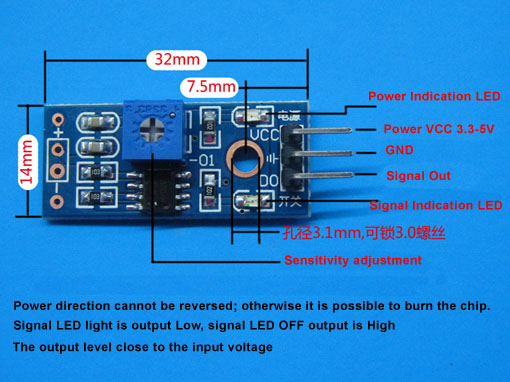 32mm
7.5mm
14mm
Power Indication LED
电源
VCC
Power VCC 3.3-5V
GND
+
-01
DO
Signal Out
Signal Indication LED
开关
孔径3.1mm,可锁3.0螺丝
Sensitivity adjustment
Power direction cannot be reversed; otherwise it is possible to burn the chip.
Signal LED light is output Low, signal LED OFF output is High
The output level close to the input voltage